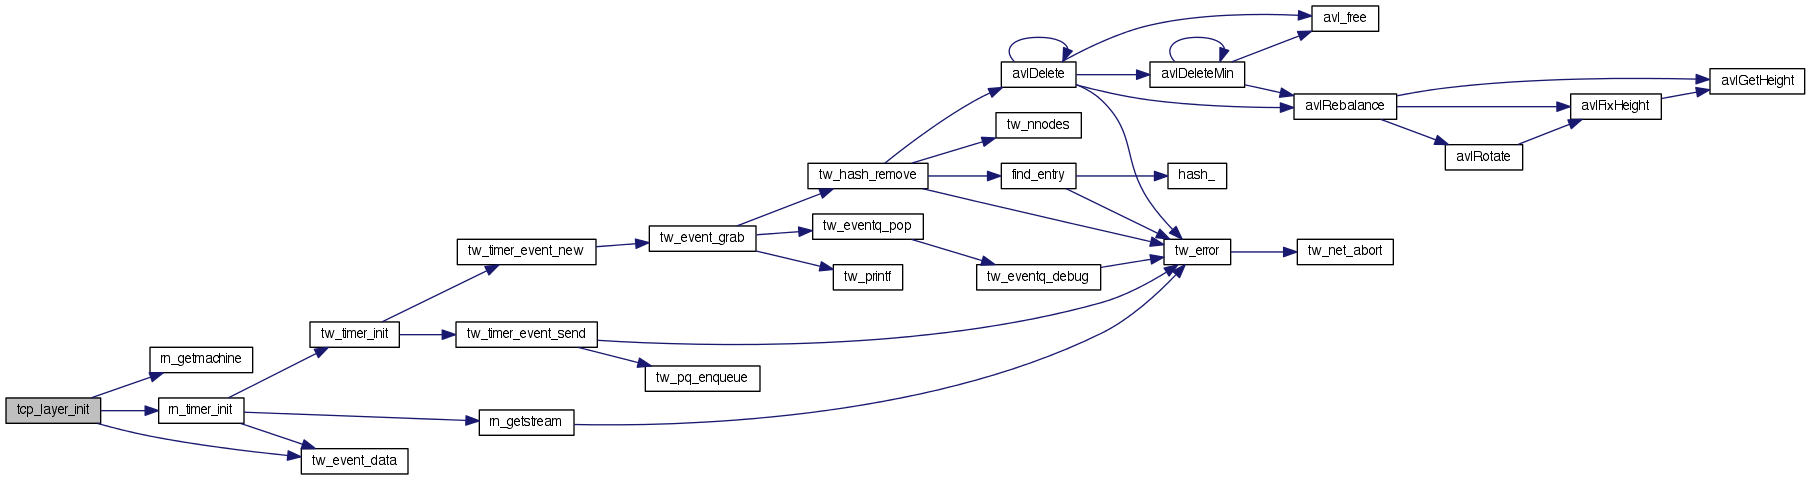 avl_free
avlDelete
avlDeleteMin
avlGetHeight
avlRebalance
avlFixHeight
tw_nnodes
avlRotate
tw_hash_remove
find_entry
hash_
tw_eventq_pop
tw_event_grab
tw_timer_event_new
tw_error
tw_net_abort
tw_printf
tw_eventq_debug
tw_timer_init
tw_timer_event_send
rn_getmachine
tw_pq_enqueue
tcp_layer_init
rn_timer_init
rn_getstream
tw_event_data